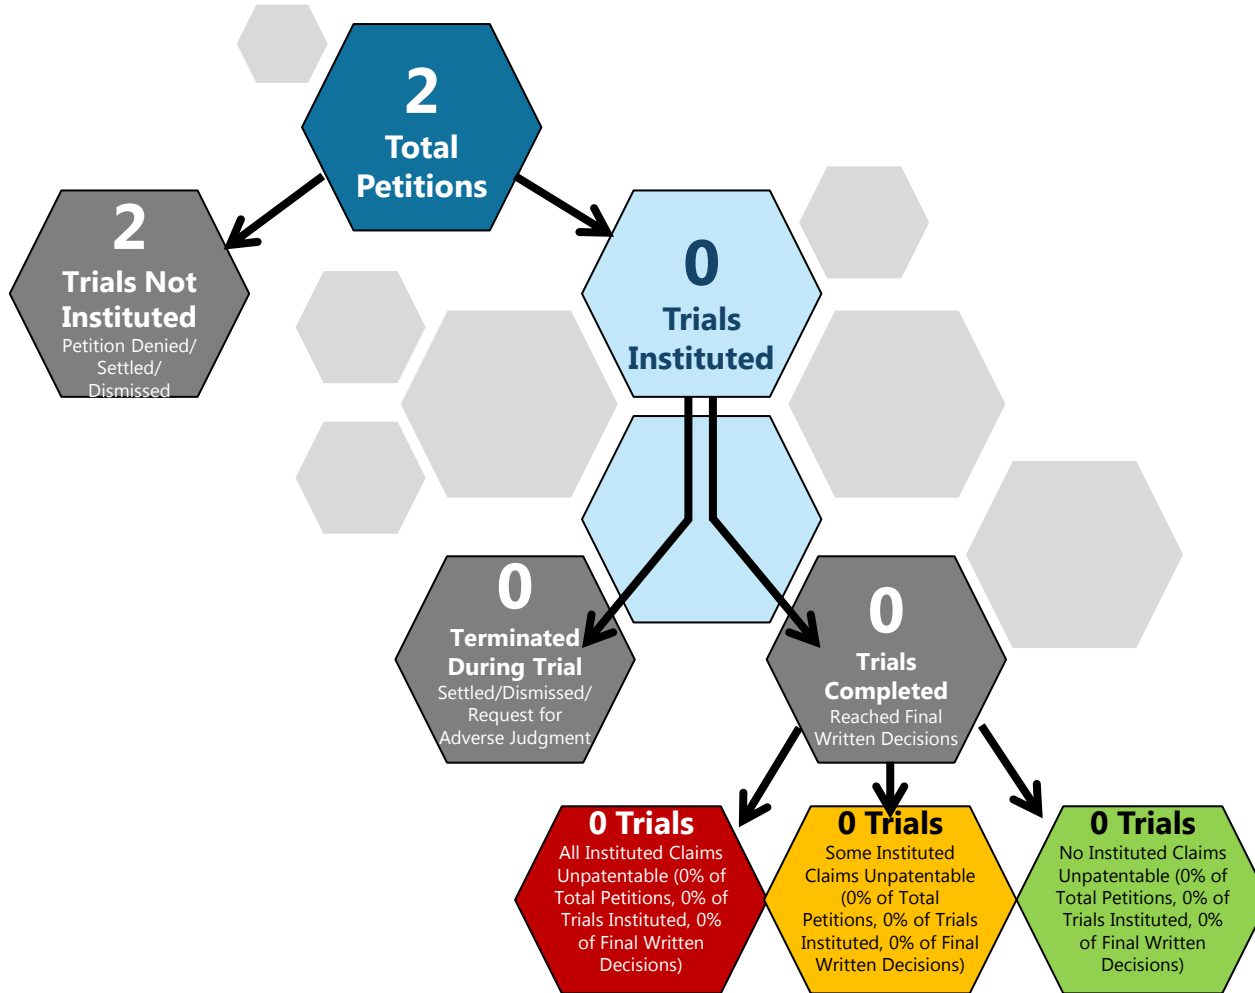 2
Total
Petitions
2
Trials Not
Instituted
Petition Denied/
Settled/
Dismissed
0
Trials
Instituted
0
Terminated
During Trial
Settled/Dismissed/
Request for
Adverse Judgment
0
Trials
Completed
Reached Final
Written Decisions
0 Trials
All Instituted Claims
Unpatentable (0% of
Total Petitions, 0% of
Trials Instituted, 0%
of Final Written
Decisions)
0 Trials
Some Instituted
Claims Unpatentable
(0% of Total
Petitions, 0% of Trials
Instituted, 0% of Final
Written Decisions)
0 Trials
No Instituted Claims
Unpatentable (0% of
Total Petitions, 0% of
Trials Instituted, 0%
of Final Written
Decisions)